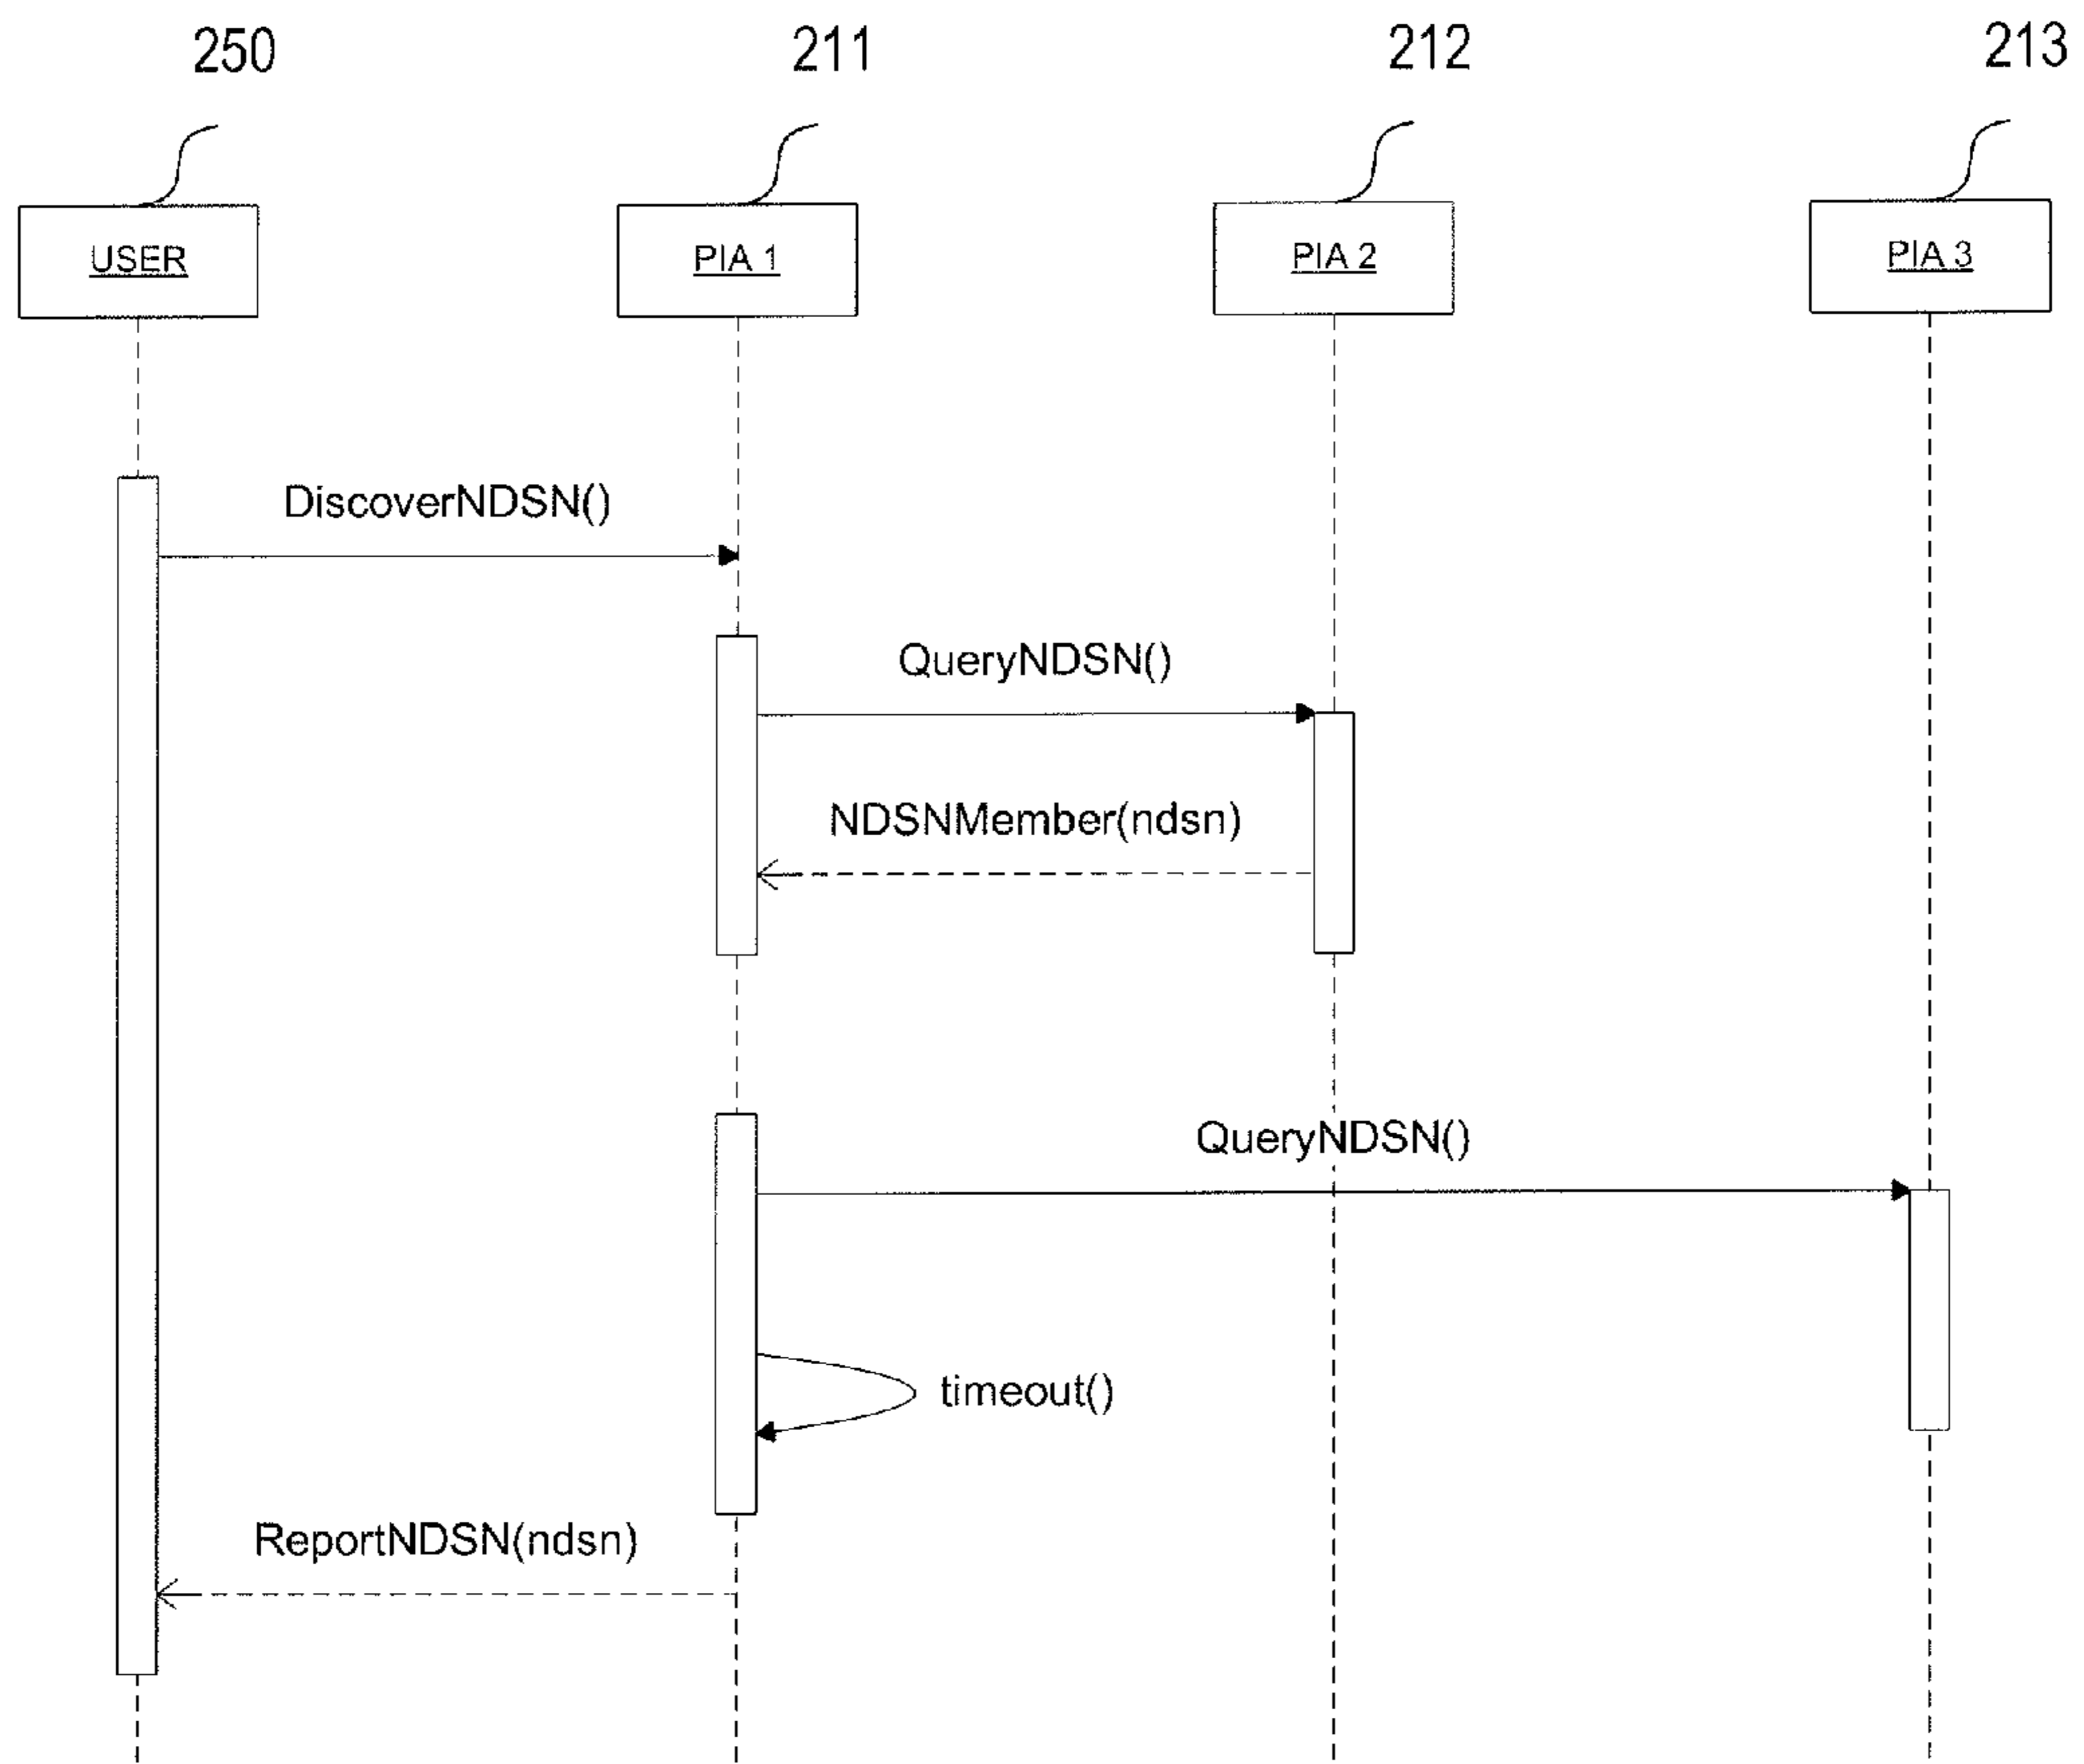 250 211 212 213
USER PIA 1 PIA 2 PIA 3
DiscoverNDSN()
QueryNDSN()
NDSNMember(ndsn)
QueryNDSN()
timeout()
ReportNDSN(ndsn)